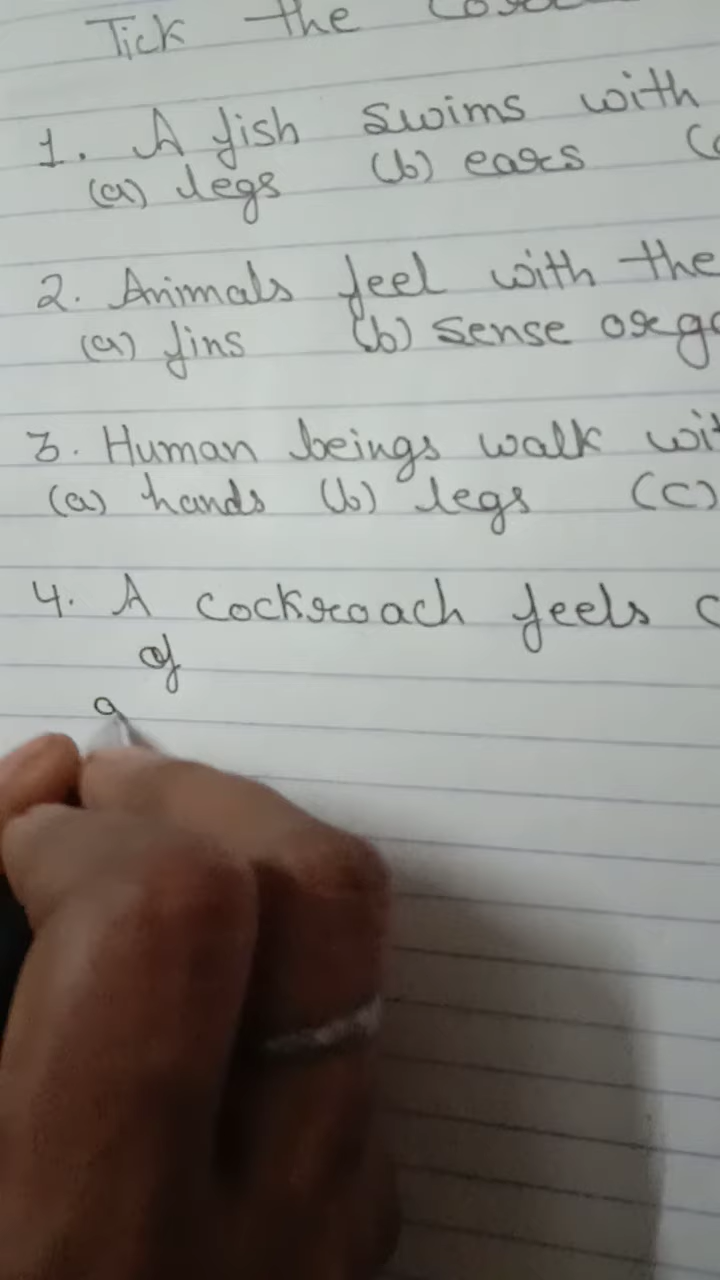 Tick the
1. A fish swims with
(a) legs (b) ears
2. Animals feel with the
(a) fins (b) sense
3. Human beings walk
(a) hands (b) legs (c)
4. A cockroach feels
of
a